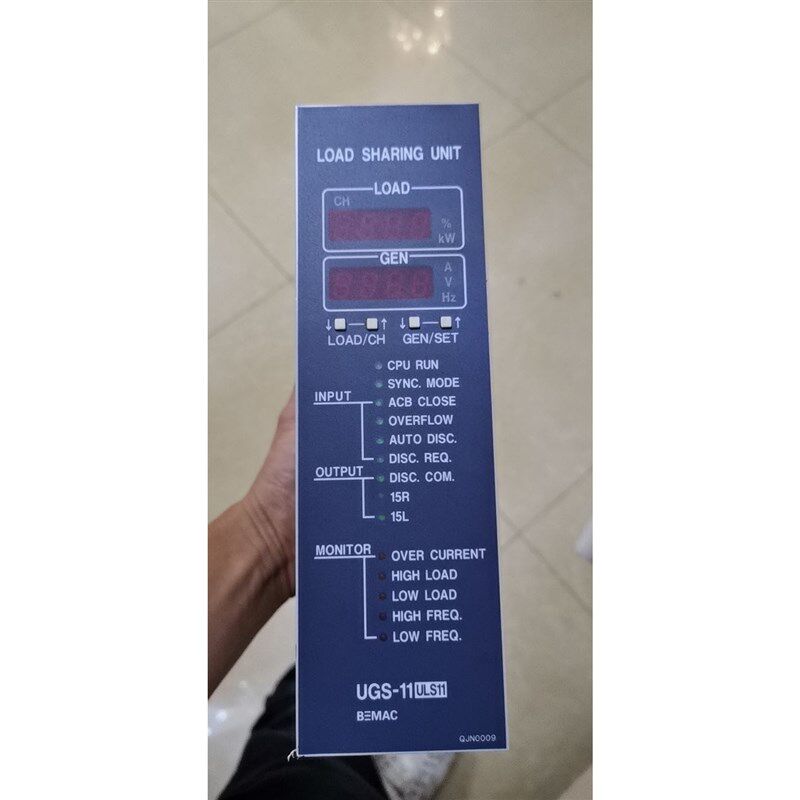 LOAD SHARING UNIT
LOAD
CH
%
kW
GEN
A
V
Hz
↓ ↑ ↓ ↑
LOAD/CH GEN/SET
CPU RUN
SYNC. MODE
INPUT ACB CLOSE
OVERFLOW
AUTO DISC.
DISC. REQ.
OUTPUT DISC. COM.
15R
15L
MONITOR OVER CURRENT
HIGH LOAD
LOW LOAD
HIGH FREQ.
LOW FREQ.
UGS-11 ULS11
BEMAC
QJN0009